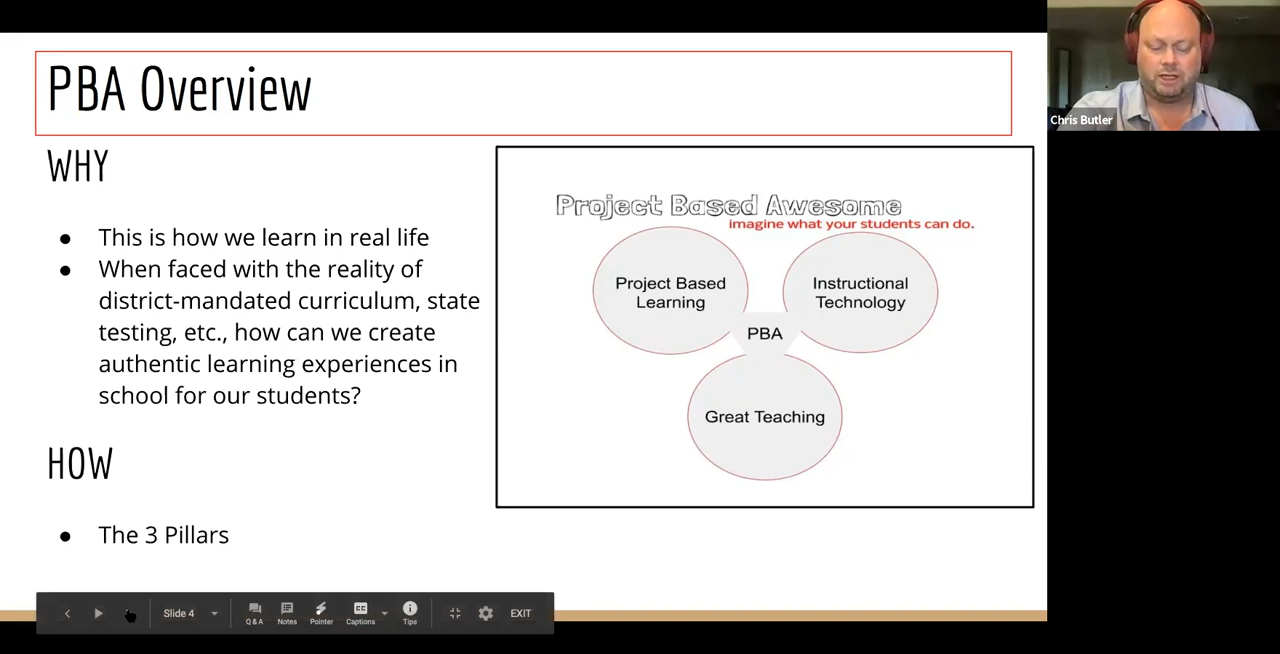 PBA Overview
Chris Butler
WHY
● This is how we learn in real life
● When faced with the reality of
district-mandated curriculum, state
testing, etc., how can we create
authentic learning experiences in
school for our students?
HOW
● The 3 Pillars
Project Based Awesome
imagine what your students can do.
Project Based
Learning
Instructional
Technology
PBA
Great Teaching
Slide 4
Q & A
Notes
Pointer
CC
Captions
Tips
EXIT